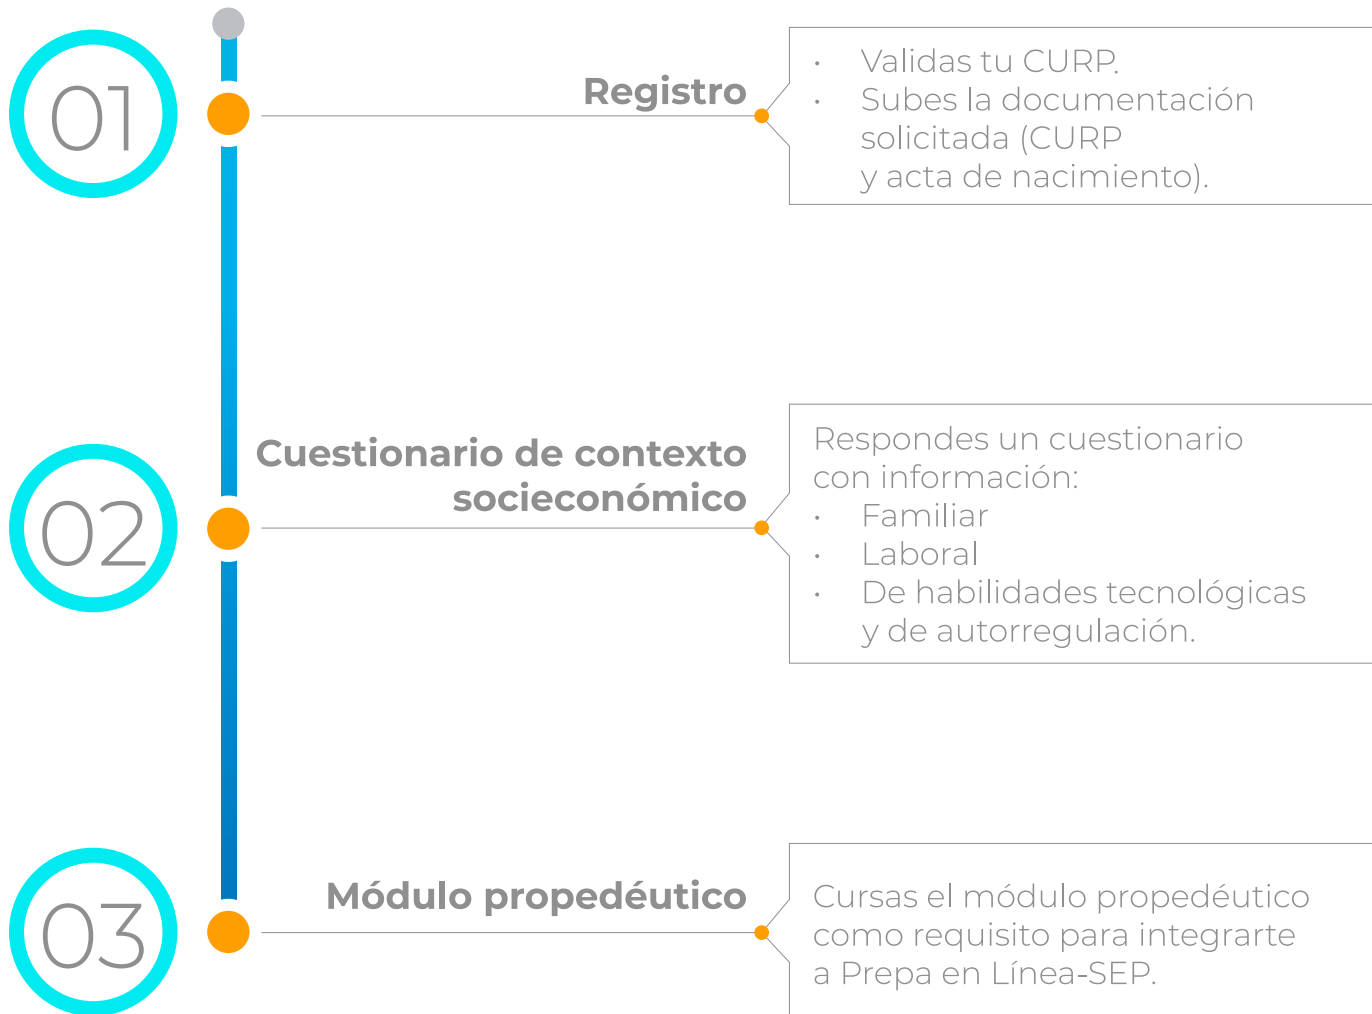 01
Registro
• Validas tu CURP.
• Subes la documentación
solicitada (CURP
y acta de nacimiento).
02
Cuestionario de contexto
socieconómico
Respondes un cuestionario
con información:
• Familiar
• Laboral
• De habilidades tecnológicas
y de autorregulación.
03
Módulo propedéutico
Cursas el módulo propedéutico
como requisito para integrarte
a Prepa en Línea-SEP.